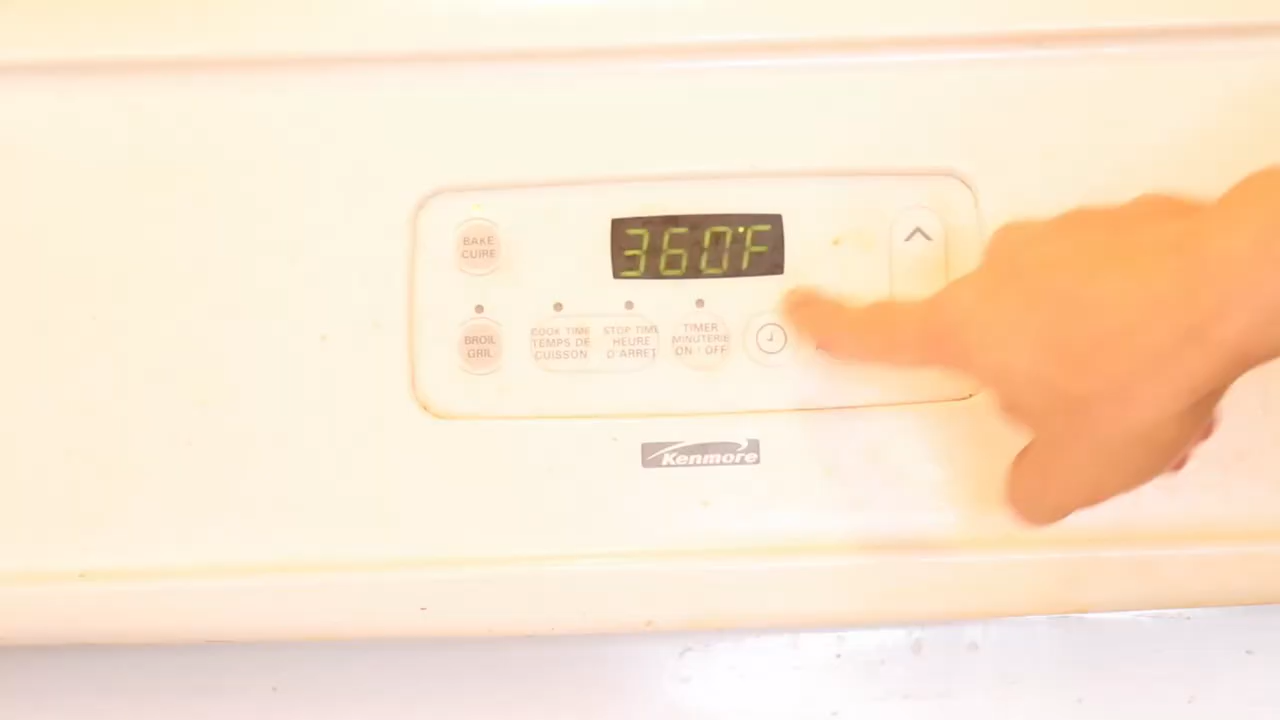 360°F
BAKE
CUIRE
BROIL
GRIL
COOK TIME
TEMPS DE
CUISSON
STOP TIME
HEURE
D'ARRET
TIMER
MINUTERIE
ON / OFF
Kenmore